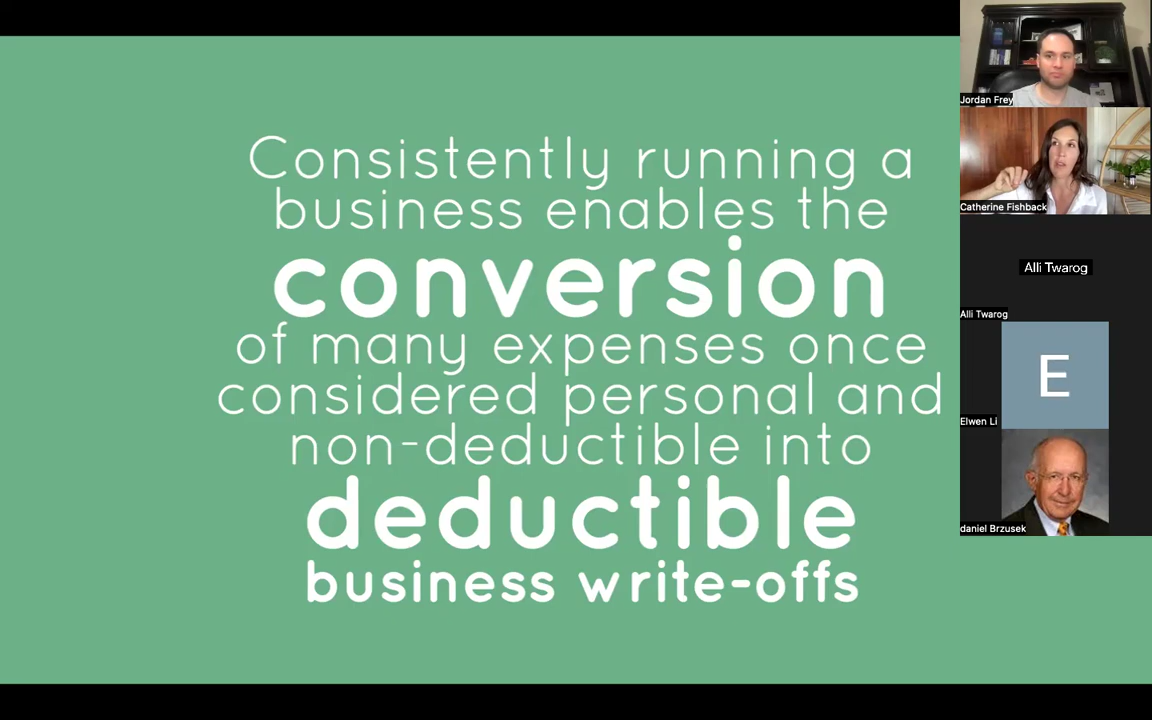 Consistently running a
business enables the
conversion
of many expenses once
considered personal and
non-deductible into
deductible
business write-offs
Jordan Frey
Catherine Fishback
Alli Twarog
Alli Twarog
E
Elwen Li
daniel Brzusek